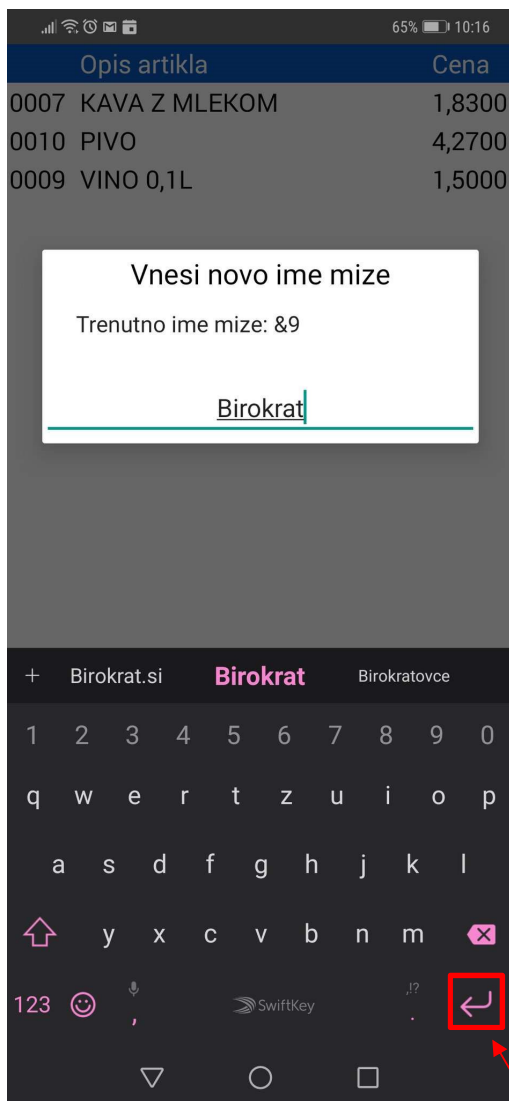 65% 10:16
Opis artikla Cena
0007 KAVA Z MLEKOM 1,8300
0010 PIVO 4,2700
0009 VINO 0,1L 1,5000
Vnesi novo ime mize
Trenutno ime mize: &9
Birokrat
+ Birokrat.si Birokrat Birokratovce
1 2 3 4 5 6 7 8 9 0
q w e r t z u i o p
a s d f g h j k l
y x c v b n m
123 , SwiftKey ,!? .